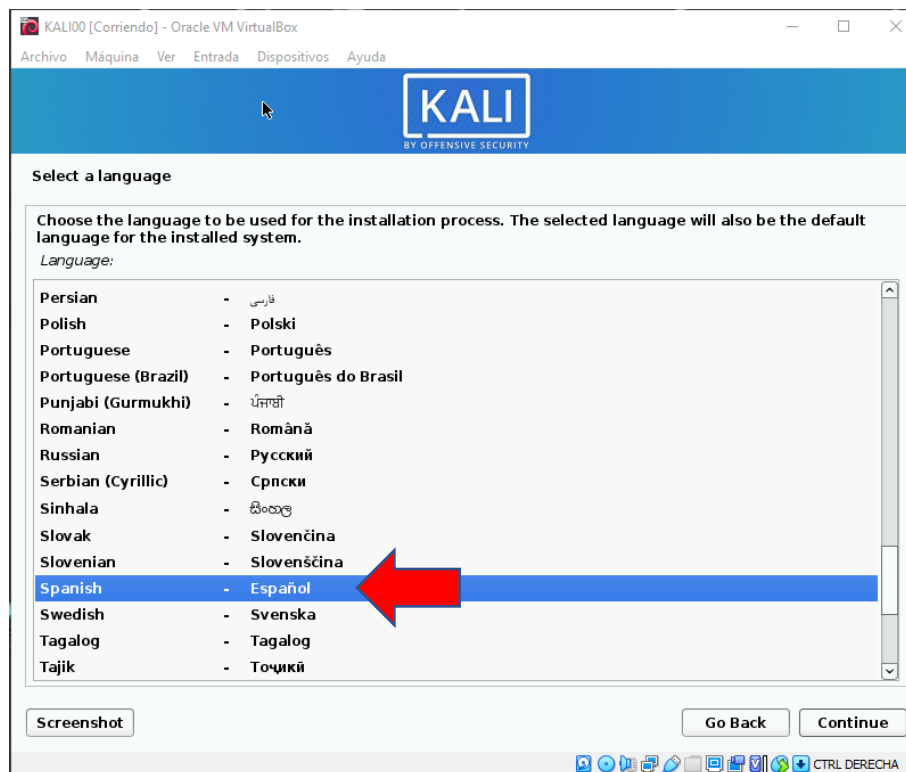 KALI00 [Corriendo] - Oracle VM VirtualBox
Archivo Máquina Ver Entrada Dispositivos Ayuda
KALI
BY OFFENSIVE SECURITY
Select a language
Choose the language to be used for the installation process. The selected language will also be the default
language for the installed system.
Language:
Persian - فارسی
Polish - Polski
Portuguese - Português
Portuguese (Brazil) - Português do Brasil
Punjabi (Gurmukhi) - ਪੰਜਾਬੀ
Romanian - Română
Russian - Русский
Serbian (Cyrillic) - Српски
Sinhala - සිංහල
Slovak - Slovenčina
Slovenian - Slovenščina
Spanish - Español
Swedish - Svenska
Tagalog - Tagalog
Tajik - Тоҷикӣ
Screenshot Go Back Continue
CTRL DERECHA